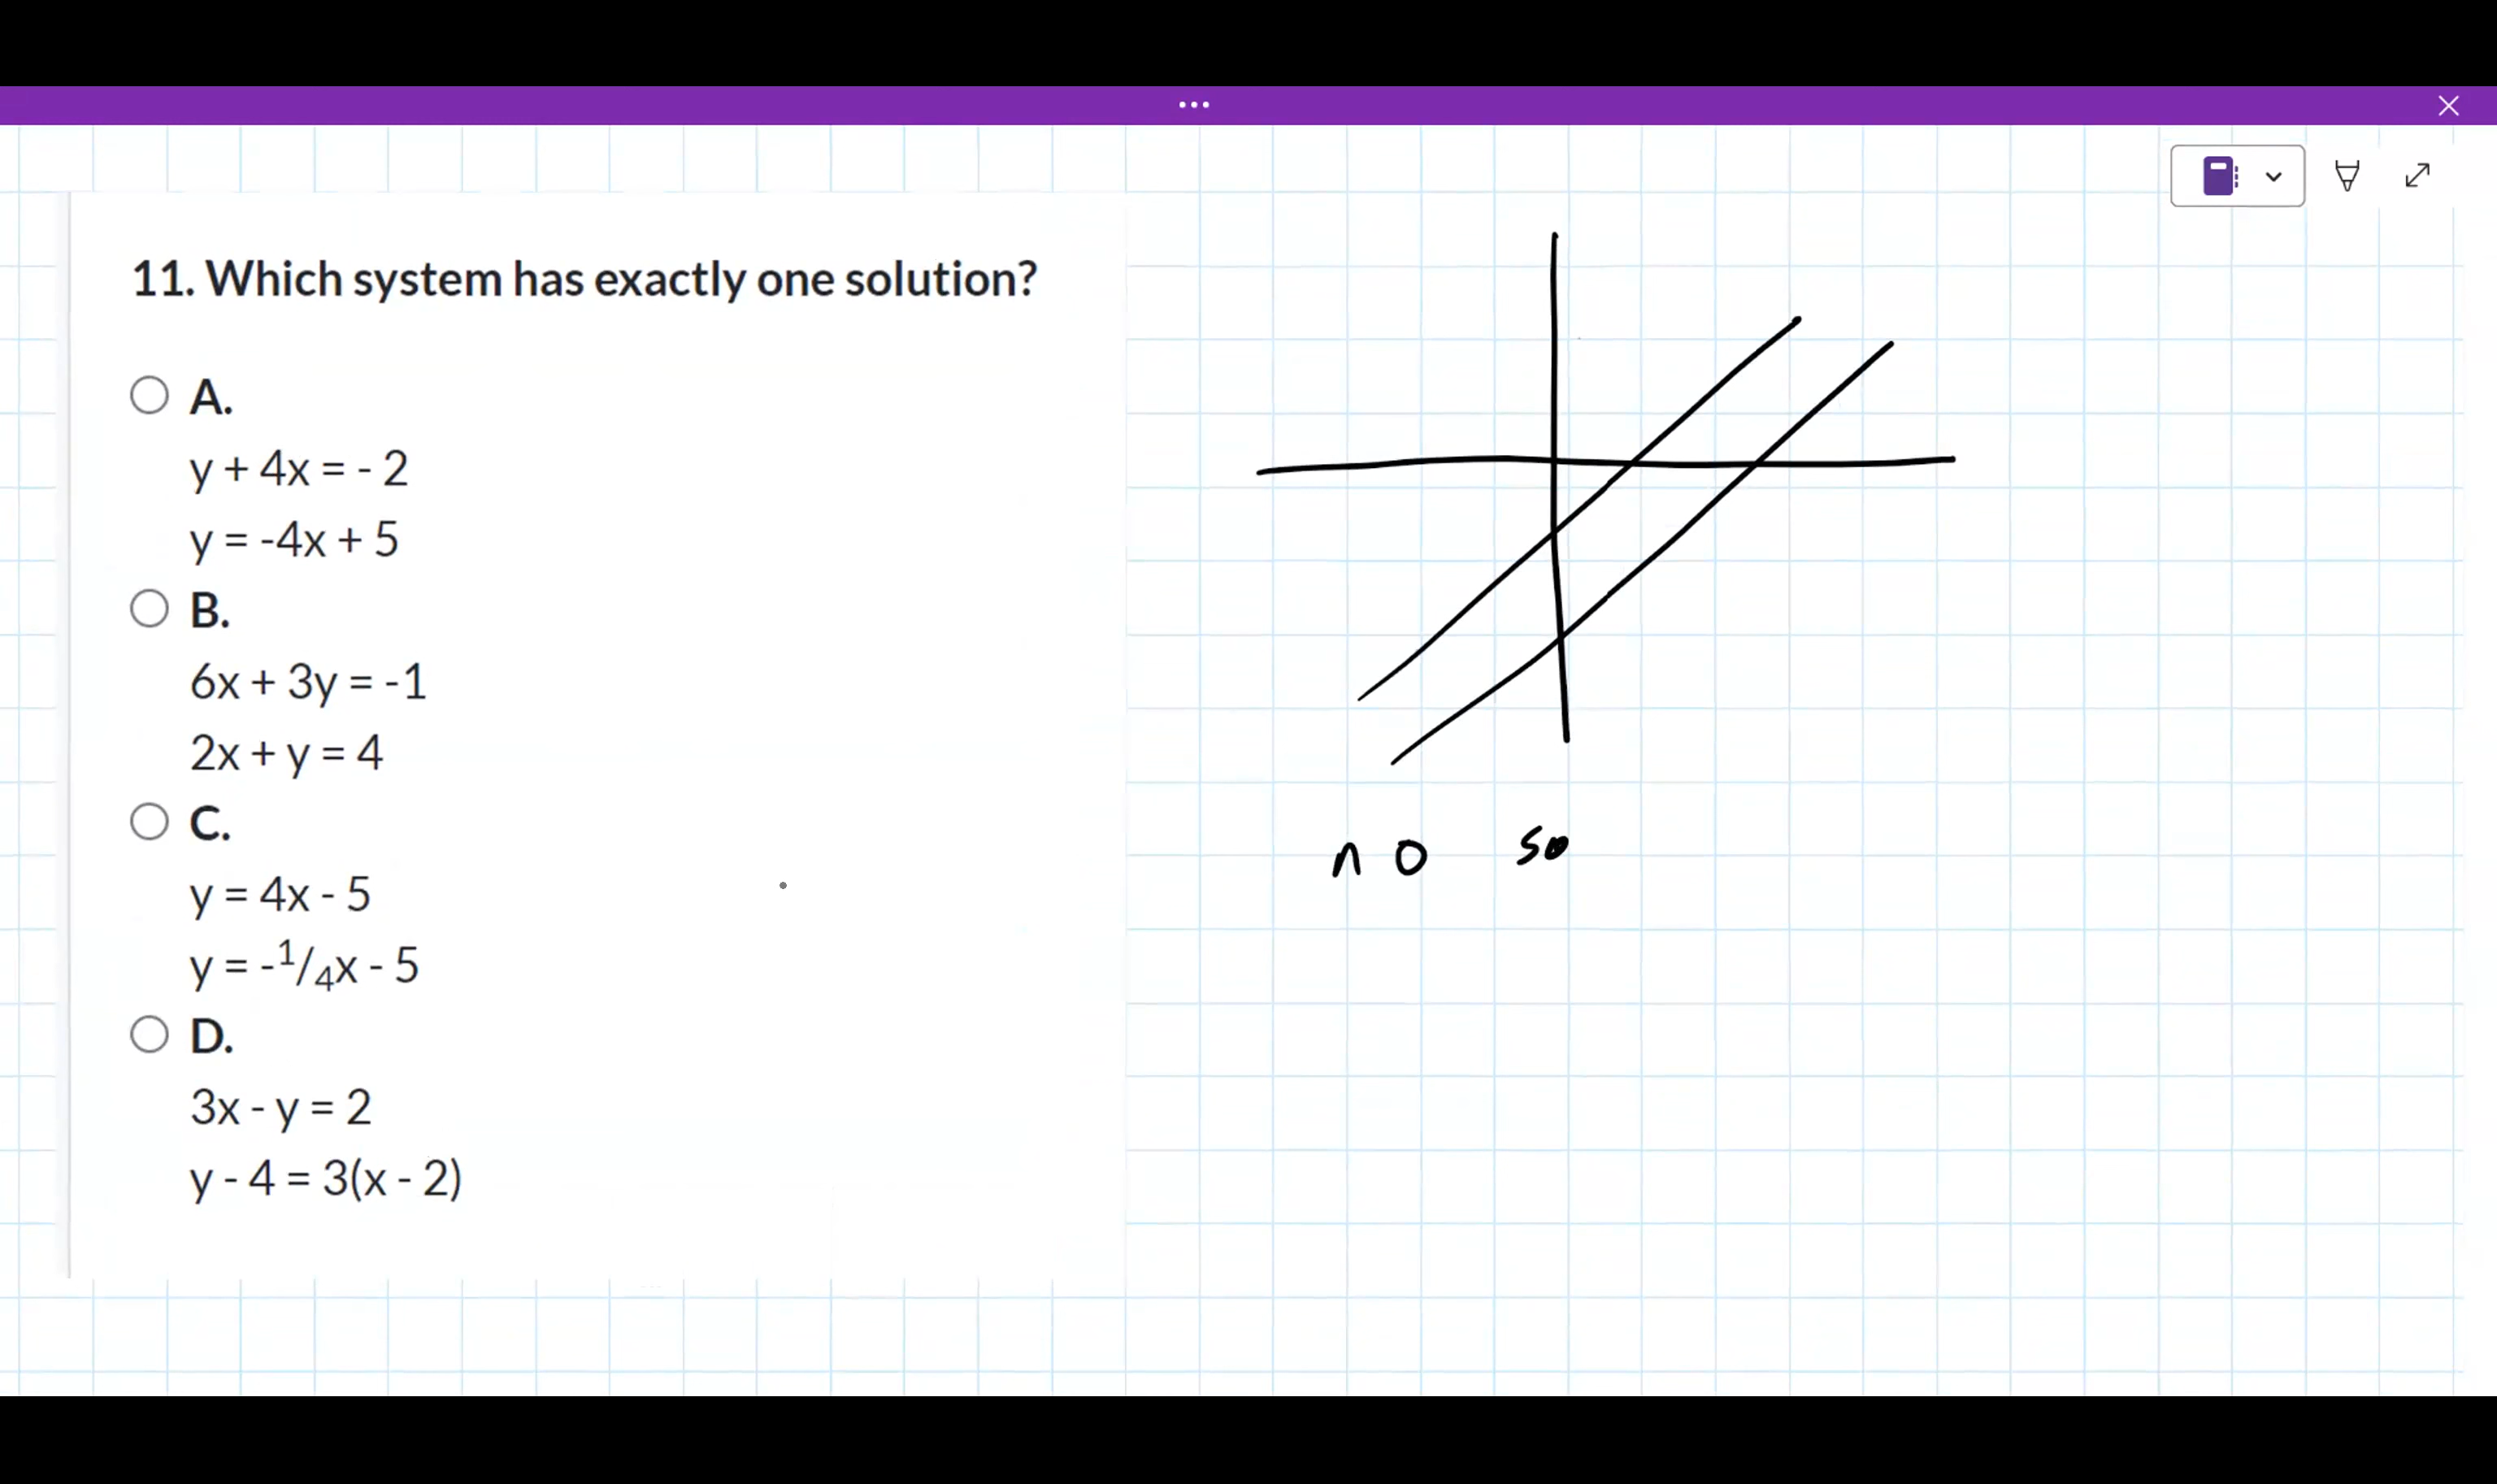 11. Which system has exactly one solution?
A.
y + 4x = - 2
y = -4x + 5
B.
6x + 3y = -1
2x + y = 4
C.
y = 4x - 5
y = -1/4x - 5
D.
3x - y = 2
y - 4 = 3(x - 2)
no so